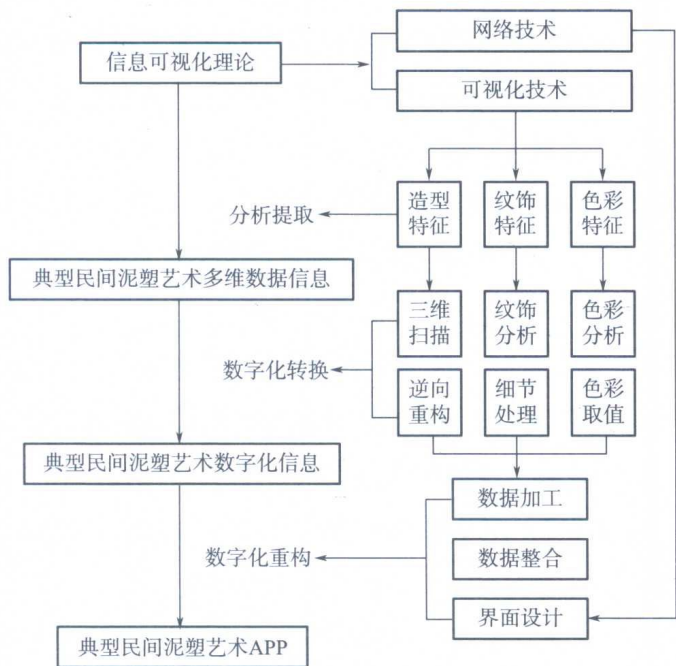 网络技术
信息可视化理论
可视化技术
造型
特征
纹饰
特征
色彩
特征
分析提取
典型民间泥塑艺术多维数据信息
三维
扫描
纹饰
分析
色彩
分析
数字化转换
逆向
重构
细节
处理
色彩
取值
典型民间泥塑艺术数字化信息
数据加工
数字化重构
数据整合
界面设计
典型民间泥塑艺术APP